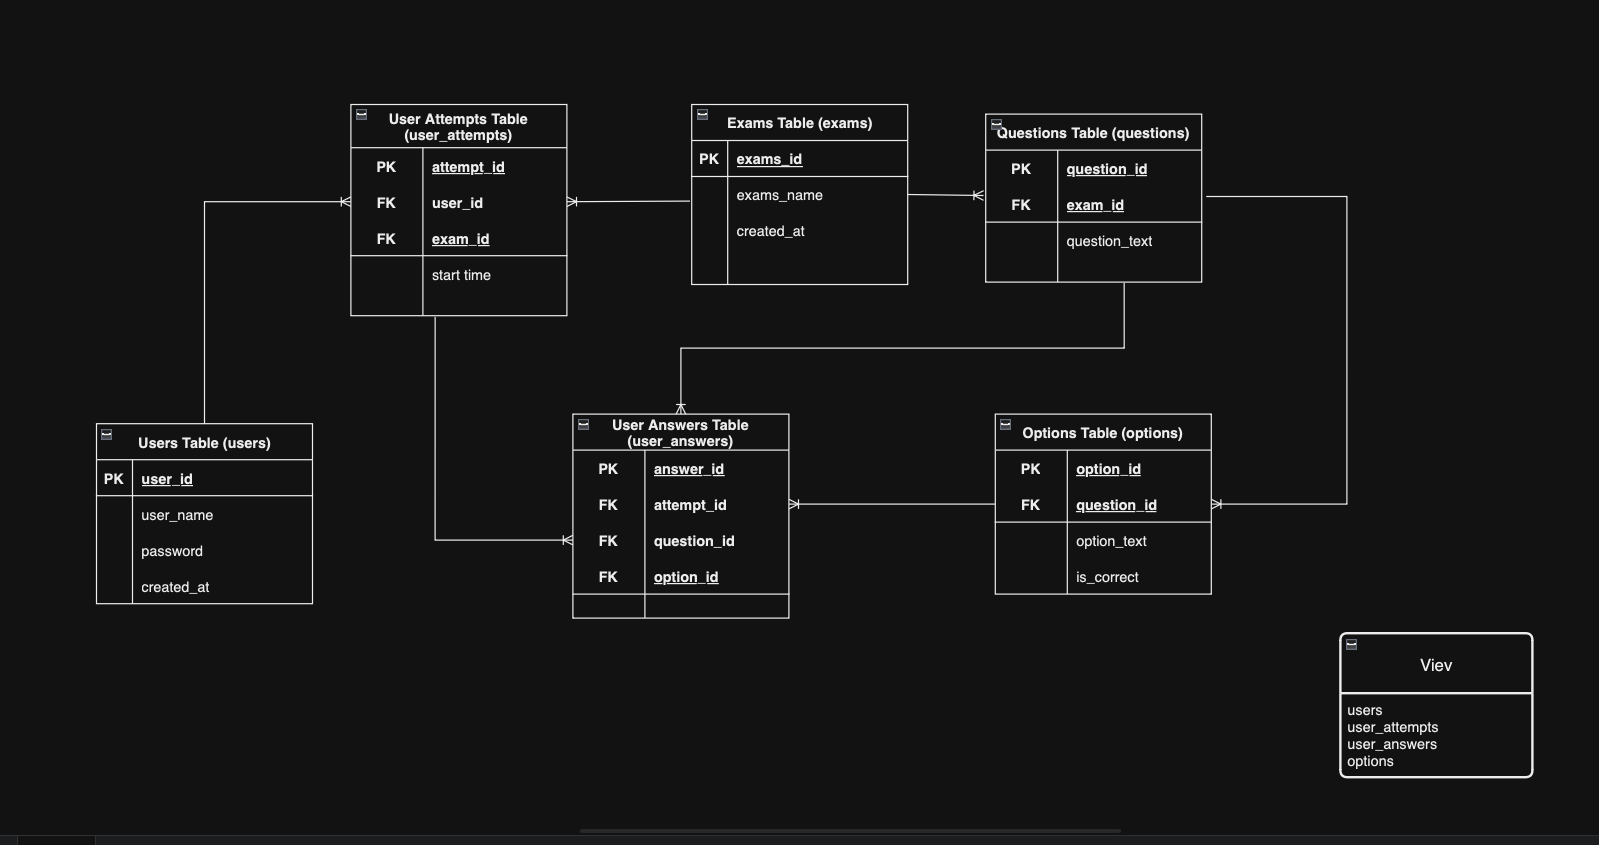 User Attempts Table
(user_attempts)
PK attempt_id
FK user_id
FK exam_id
start time
Exams Table (exams)
PK exams_id
exams_name
created_at
Questions Table (questions)
PK question_id
FK exam_id
question_text
Users Table (users)
PK user_id
user_name
password
created_at
User Answers Table
(user_answers)
PK answer_id
FK attempt_id
FK question_id
FK option_id
Options Table (options)
PK option_id
FK question_id
option_text
is_correct
Viev
users
user_attempts
user_answers
options